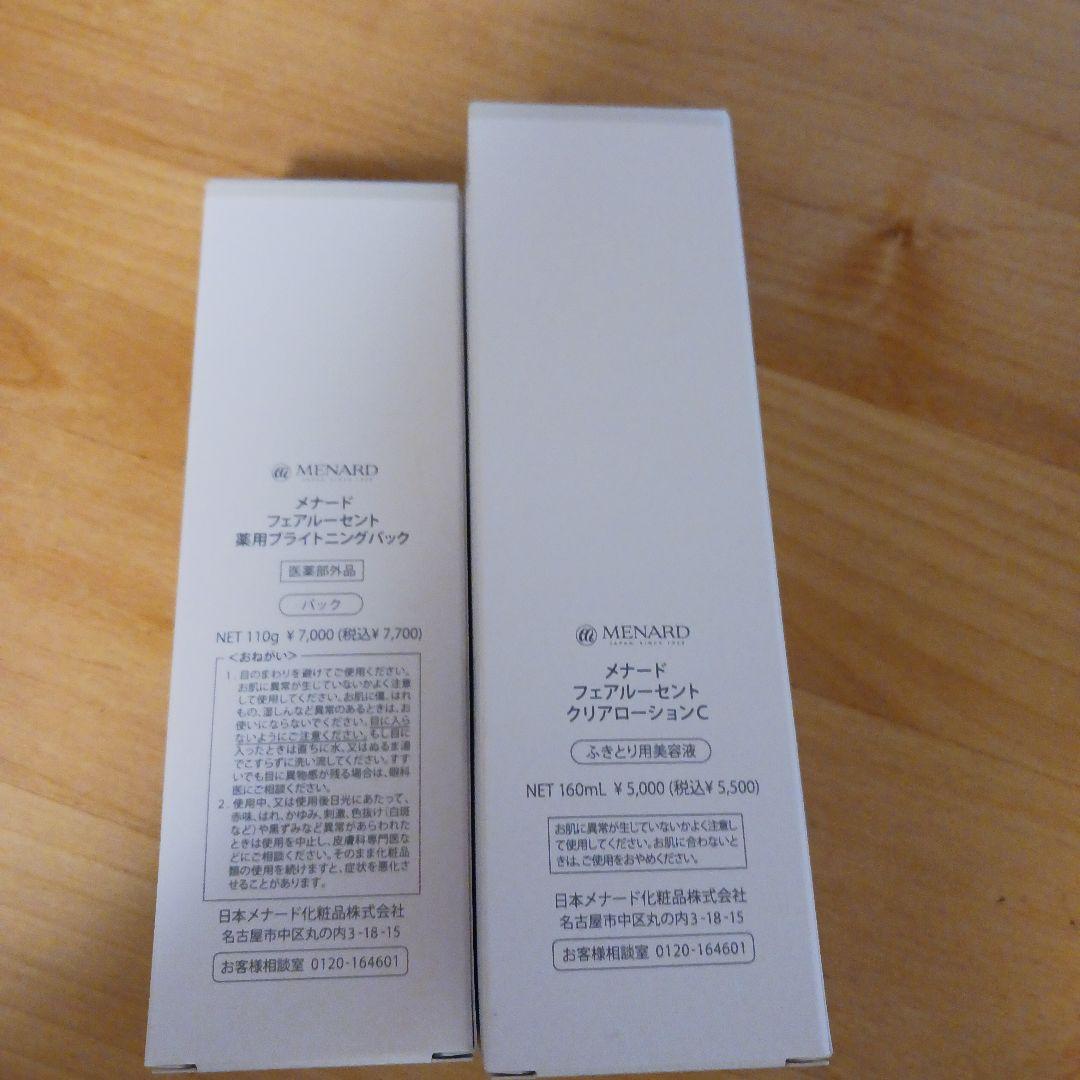 MENARD
JAPAN SINCE 1959
メナード
フェアルーセント
薬用ブライトニングパック
医薬部外品
パック
NET 110g ¥7,000 (税込¥7,700)
<おねがい>
1. 目のまわりを避けてご使用ください。
お肌に異常が生じていないかよく注意
して使用してください。お肌に傷、はれ
もの、湿しんなど異常のあるときは、お
使いにならないでください。目に入ら
ないようにご注意ください。もし目に
入ったときは直ちに水、又はぬるま湯
でこすらずに洗い流してください。すす
いでも目に異物感が残る場合は、眼科
医にご相談ください。
2. 使用中、又は使用後日光にあたって、
赤味、はれ、かゆみ、刺激、色抜け(白斑
など)や黒ずみなど異常があらわれた
ときは使用を中止し、皮膚科専門医な
どにご相談ください。そのまま化粧品
類の使用を続けますと、症状を悪化さ
せることがあります。
日本メナード化粧品株式会社
名古屋市中区丸の内3-18-15
お客様相談室 0120-164601
MENARD
JAPAN SINCE 1959
メナード
フェアルーセント
クリアローションC
ふきとり用美容液
NET 160mL ¥5,000 (税込¥5,500)
お肌に異常が生じていないかよく注意し
て使用してください。お肌に合わないと
きは、ご使用をおやめください。
日本メナード化粧品株式会社
名古屋市中区丸の内3-18-15
お客様相談室 0120-164601